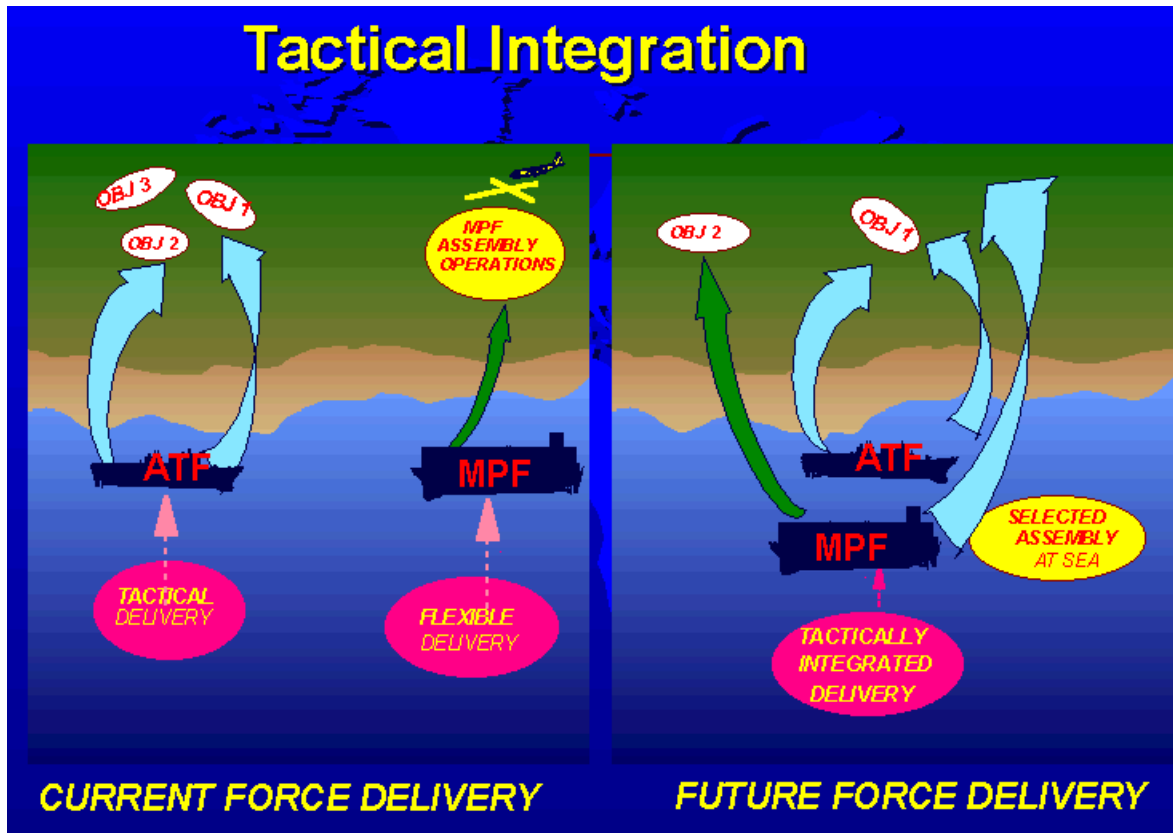 Tactical Integration
OBJ 3
OBJ 1
OBJ 2
MPF
ASSEMBLY
OPERATIONS
ATF
MPF
TACTICAL
DELIVERY
FLEXIBLE
DELIVERY
CURRENT FORCE DELIVERY
OBJ 2
OBJ 1
ATF
MPF
SELECTED
ASSEMBLY
AT SEA
TACTICALLY
INTEGRATED
DELIVERY
FUTURE FORCE DELIVERY